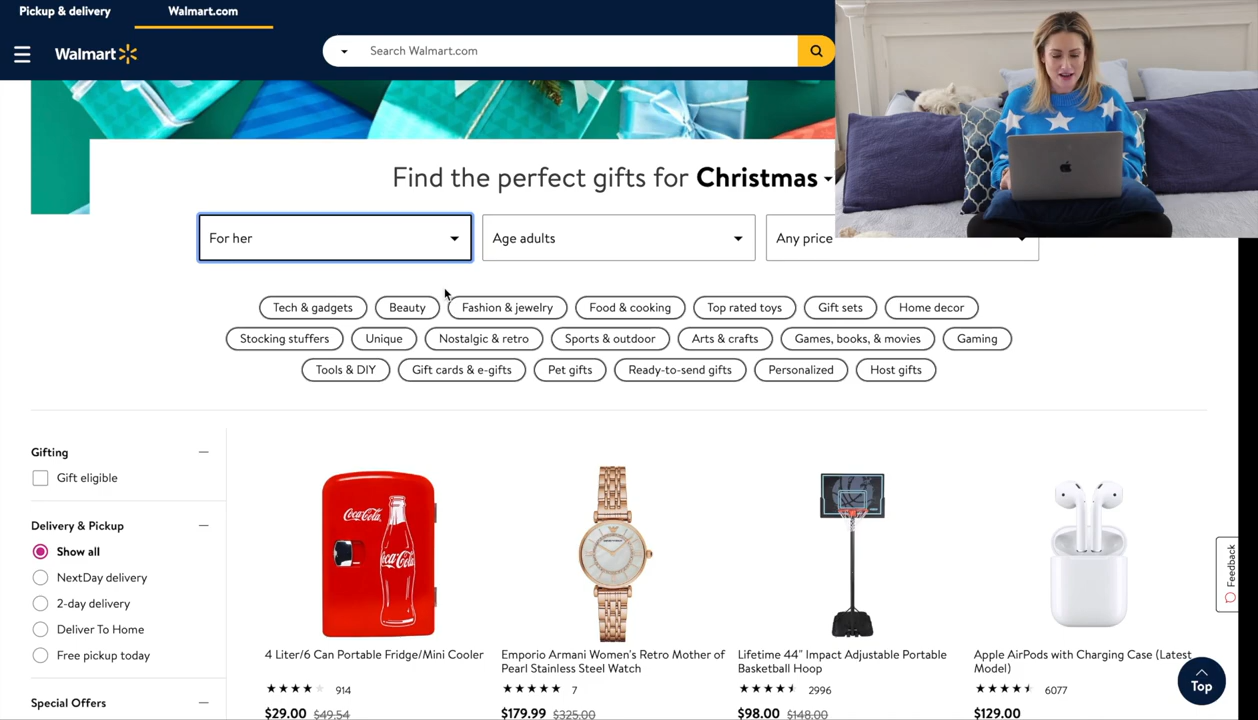 Pickup & delivery
Walmart.com
Walmart
Search Walmart.com
Find the perfect gifts for Christmas
For her
Age adults
Any price
Tech & gadgets
Beauty
Fashion & jewelry
Food & cooking
Top rated toys
Gift sets
Home decor
Stocking stuffers
Unique
Nostalgic & retro
Sports & outdoor
Arts & crafts
Games, books, & movies
Gaming
Tools & DIY
Gift cards & e-gifts
Pet gifts
Ready-to-send gifts
Personalized
Host gifts
Gifting
Gift eligible
Delivery & Pickup
Show all
NextDay delivery
2-day delivery
Deliver To Home
Free pickup today
Special Offers
Coca-Cola
Coca-Cola
4 Liter/6 Can Portable Fridge/Mini Cooler
914
$29.00 $49.54
Emporio Armani Women's Retro Mother of
Pearl Stainless Steel Watch
7
$179.99 $325.00
Lifetime 44" Impact Adjustable Portable
Basketball Hoop
2996
$98.00 $148.00
Apple AirPods with Charging Case (Latest
Model)
6077
$129.00
Feedback
Top